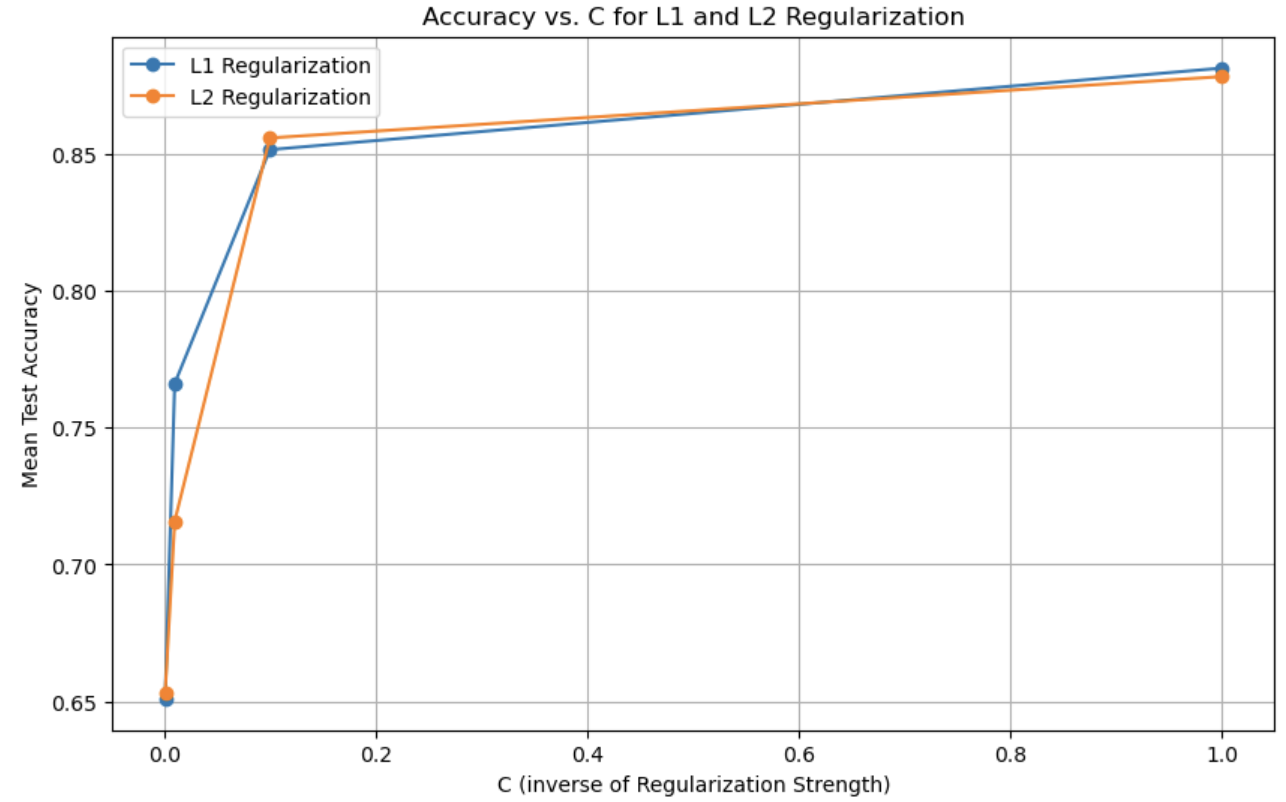 Accuracy vs. C for L1 and L2 Regularization
L1 Regularization
L2 Regularization
Mean Test Accuracy
0.85
0.80
0.75
0.70
0.65
0.0 0.2 0.4 0.6 0.8 1.0
C (inverse of Regularization Strength)